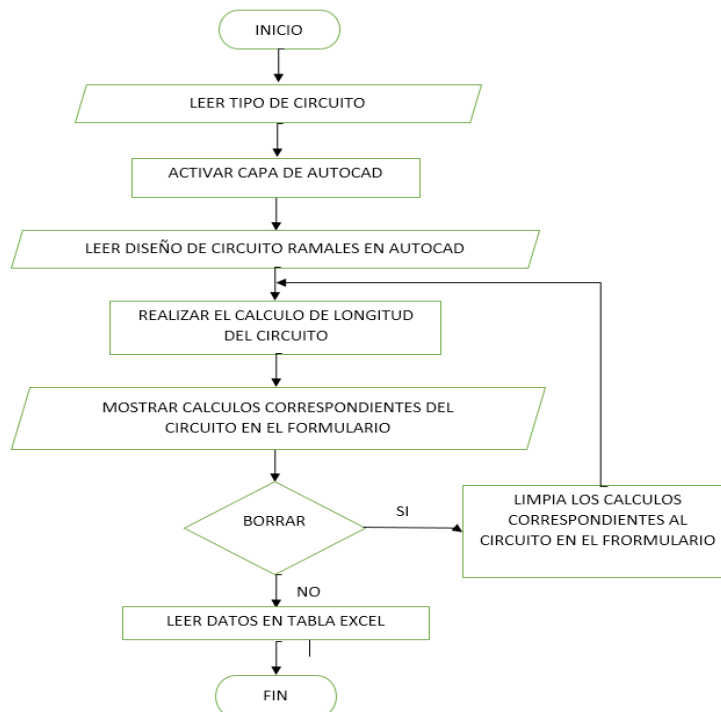 INICIO
LEER TIPO DE CIRCUITO
ACTIVAR CAPA DE AUTOCAD
LEER DISEÑO DE CIRCUITO RAMALES EN AUTOCAD
REALIZAR EL CALCULO DE LONGITUD
DEL CIRCUITO
MOSTRAR CALCULOS CORRESPONDIENTES DEL
CIRCUITO EN EL FORMULARIO
BORRAR
SI
LIMPIA LOS CALCULOS
CORRESPONDIENTES AL
CIRCUITO EN EL FRORMULARIO
NO
LEER DATOS EN TABLA EXCEL
FIN